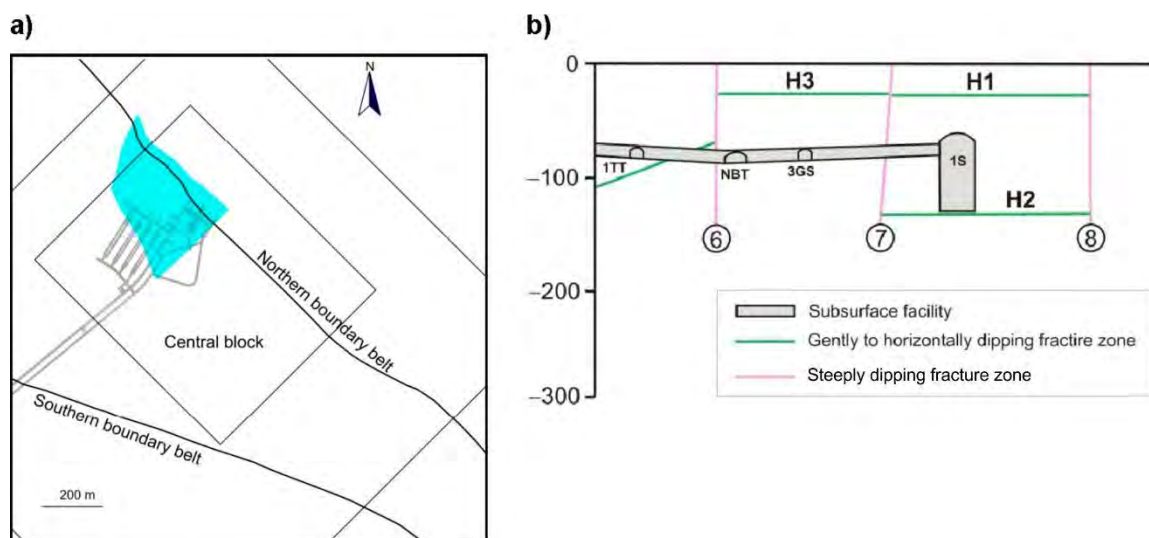 a)
N
Northern boundary belt
Central block
Southern boundary belt
200 m
b)
0
–100
–200
–300
H3
H1
1TT
NBT
3GS
1S
H2
6
7
8
Subsurface facility
Gently to horizontally dipping fractire zone
Steeply dipping fracture zone